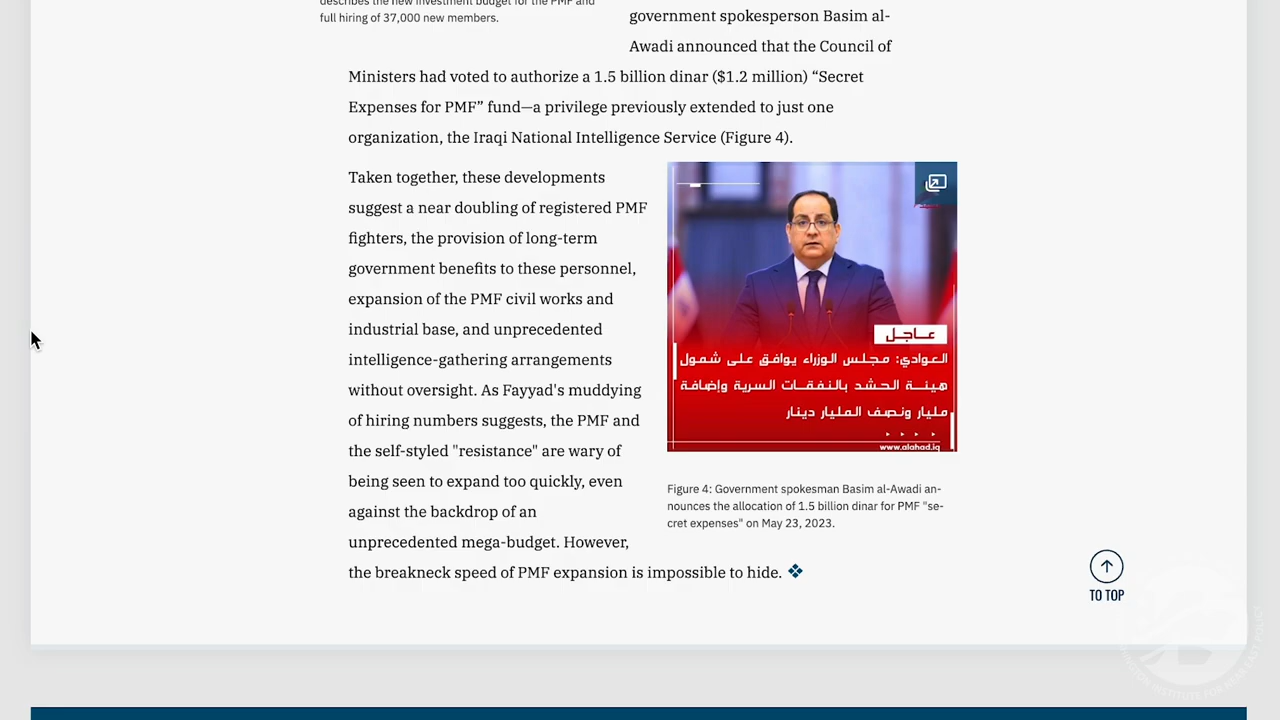 describes the new investment budget for the PMF and
full hiring of 37,000 new members.
government spokesperson Basim al-
Awadi announced that the Council of
Ministers had voted to authorize a 1.5 billion dinar ($1.2 million) “Secret
Expenses for PMF” fund—a privilege previously extended to just one
organization, the Iraqi National Intelligence Service (Figure 4).
Taken together, these developments
suggest a near doubling of registered PMF
fighters, the provision of long-term
government benefits to these personnel,
expansion of the PMF civil works and
industrial base, and unprecedented
intelligence-gathering arrangements
without oversight. As Fayyad's muddying
of hiring numbers suggests, the PMF and
the self-styled "resistance" are wary of
being seen to expand too quickly, even
against the backdrop of an
unprecedented mega-budget. However,
the breakneck speed of PMF expansion is impossible to hide.
عاجل
العوادي: مجلس الوزراء يوافق على شمول
هيئة الحشد بالنفقات السرية وإضافة
مليار ونصف المليار دينار
www.alahad.iq
Figure 4: Government spokesman Basim al-Awadi an-
nounces the allocation of 1.5 billion dinar for PMF "se-
cret expenses" on May 23, 2023.
TO TOP